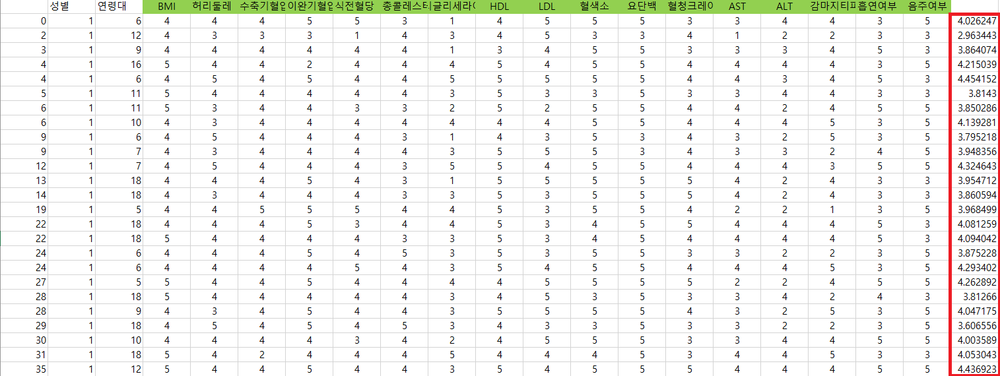 성별 연령대 BMI 허리둘레 수축기혈압 이완기혈압 식전혈당 총콜레스터 글리세라이 HDL LDL 혈색소 요단백 혈청크레아 AST ALT 감마지티피 흡연여부 음주여부
0 1 6 4 4 4 5 5 3 1 4 5 5 5 3 3 4 4 3 5 4.026247
2 1 12 4 3 3 3 1 4 3 4 5 3 3 4 1 2 2 3 3 2.963443
3 1 9 4 4 4 4 4 4 1 3 4 5 5 3 3 3 4 5 3 3.864074
4 1 16 5 4 4 2 4 4 4 5 4 5 5 4 4 4 4 3 5 4.215039
4 1 6 4 5 4 5 4 4 5 5 5 5 5 4 4 3 4 5 3 4.454152
5 1 11 5 4 4 4 4 4 3 5 3 3 5 3 3 4 4 3 3 3.8143
6 1 11 5 3 4 4 3 3 2 5 2 5 5 4 4 2 4 5 5 3.850286
6 1 10 4 3 4 4 4 4 4 4 4 5 5 4 4 4 5 3 5 4.139281
9 1 6 4 5 4 4 4 3 1 4 3 5 3 4 3 2 5 3 5 3.795218
9 1 7 4 3 4 4 4 4 3 5 5 5 3 4 3 3 2 4 5 3.948356
12 1 7 4 5 4 4 4 3 5 5 4 5 5 4 4 4 3 5 5 4.324643
13 1 18 4 4 4 5 4 3 1 5 5 5 5 5 4 2 4 3 3 3.954712
14 1 18 4 3 4 4 4 3 3 5 3 5 5 5 4 2 4 3 3 3.860594
19 1 5 4 4 5 5 5 4 4 5 3 5 5 4 2 2 1 3 5 3.968499
22 1 18 4 4 4 5 3 4 4 5 3 4 5 5 4 4 4 3 5 4.081259
22 1 18 5 4 4 4 4 3 3 5 3 4 5 4 4 4 4 5 3 4.094042
24 1 6 4 4 4 5 4 5 3 5 3 5 5 3 3 2 2 3 5 3.875228
24 1 6 4 4 4 4 5 4 3 5 4 5 5 4 4 4 5 3 5 4.293402
27 1 5 5 4 4 5 4 4 4 4 5 5 5 5 2 2 4 5 5 4.262892
28 1 18 5 4 4 4 4 4 3 4 5 3 5 3 3 4 2 4 3 3.81266
28 1 9 4 3 4 5 4 4 3 5 5 5 5 4 3 2 5 3 5 4.047175
29 1 18 4 5 4 5 4 5 3 4 3 3 5 3 3 2 2 3 5 3.606556
30 1 10 4 4 4 4 3 4 2 4 5 5 5 3 3 4 4 5 5 4.003589
31 1 18 5 4 2 4 4 4 5 4 4 4 5 3 4 4 5 3 3 4.053043
35 1 12 5 4 4 5 4 4 3 5 4 5 5 5 4 4 4 5 5 4.436923